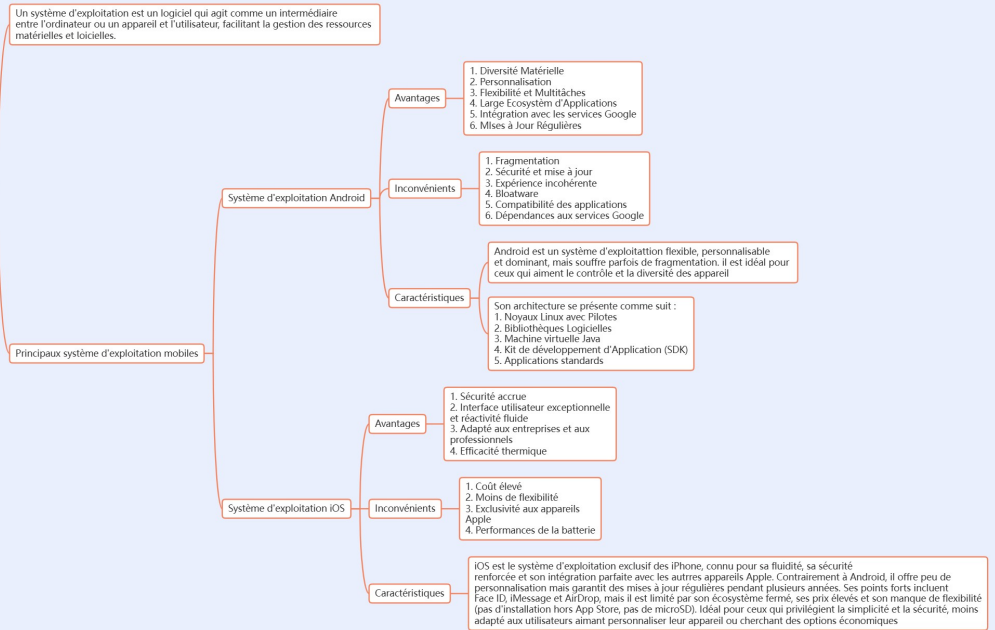 Un système d'exploitation est un logiciel qui agit comme un intermédiaire
entre l'ordinateur ou un appareil et l'utilisateur, facilitant la gestion des ressources
matérielles et loicielles.
Principaux système d'exploitation mobiles
Système d'exploitation Android
Avantages
1. Diversité Matérielle
2. Personnalisation
3. Flexibilité et Multitâches
4. Large Ecosystèm d'Applications
5. Intégration avec les services Google
6. MIses à Jour Régulières
Inconvénients
1. Fragmentation
2. Sécurité et mise à jour
3. Expérience incohérente
4. Bloatware
5. Compatibilité des applications
6. Dépendances aux services Google
Caractéristiques
Android est un système d'exploitattion flexible, personnalisable
et dominant, mais souffre parfois de fragmentation. il est idéal pour
ceux qui aiment le contrôle et la diversité des appareil
Son architecture se présente comme suit :
1. Noyaux Linux avec Pilotes
2. Bibliothèques Logicielles
3. Machine virtuelle Java
4. Kit de développement d'Application (SDK)
5. Applications standards
Système d'exploitation iOS
Avantages
1. Sécurité accrue
2. Interface utilisateur exceptionnelle
et réactivité fluide
3. Adapté aux entreprises et aux
professionnels
4. Efficacité thermique
Inconvénients
1. Coût élevé
2. Moins de flexibilité
3. Exclusivité aux appareils
Apple
4. Performances de la batterie
Caractéristiques
iOS est le système d'exploitation exclusif des iPhone, connu pour sa fluidité, sa sécurité
renforcée et son intégration parfaite avec les autrres appareils Apple. Contrairement à Android, il offre peu de
personnalisation mais garantit des mises à jour régulières pendant plusieurs années. Ses points forts incluent
Face ID, iMessage et AirDrop, mais il est limité par son écosystème fermé, ses prix élevés et son manque de flexibilité
(pas d'installation hors App Store, pas de microSD). Idéal pour ceux qui privilégient la simplicité et la sécurité, moins
adapté aux utilisateurs aimant personnaliser leur appareil ou cherchant des options économiques